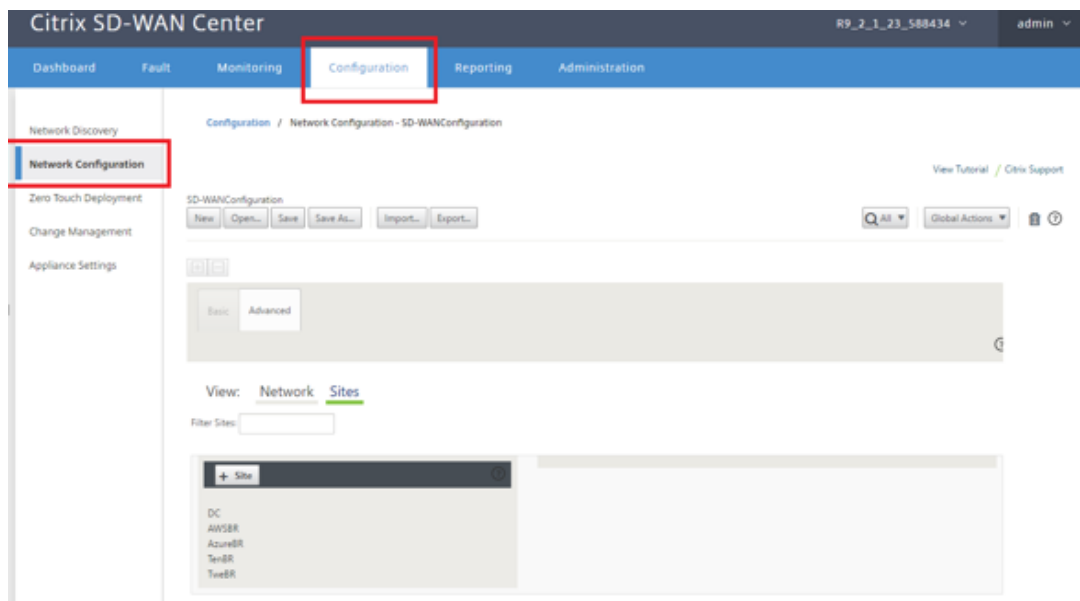 Citrix SD-WAN Center
R9_2_1_23_588434
admin
Dashboard Fault Monitoring Configuration Reporting Administration
Network Discovery
Network Configuration
Zero Touch Deployment
Change Management
Appliance Settings
Configuration / Network Configuration - SD-WANConfiguration
View Tutorial / Citrix Support
SD-WANConfiguration
New Open... Save Save As... Import... Export... All Global Actions
Basic Advanced
View: Network Sites
Filter Sites:
+ Site
DC
AWSBR
AzureBR
TenBR
TweBR